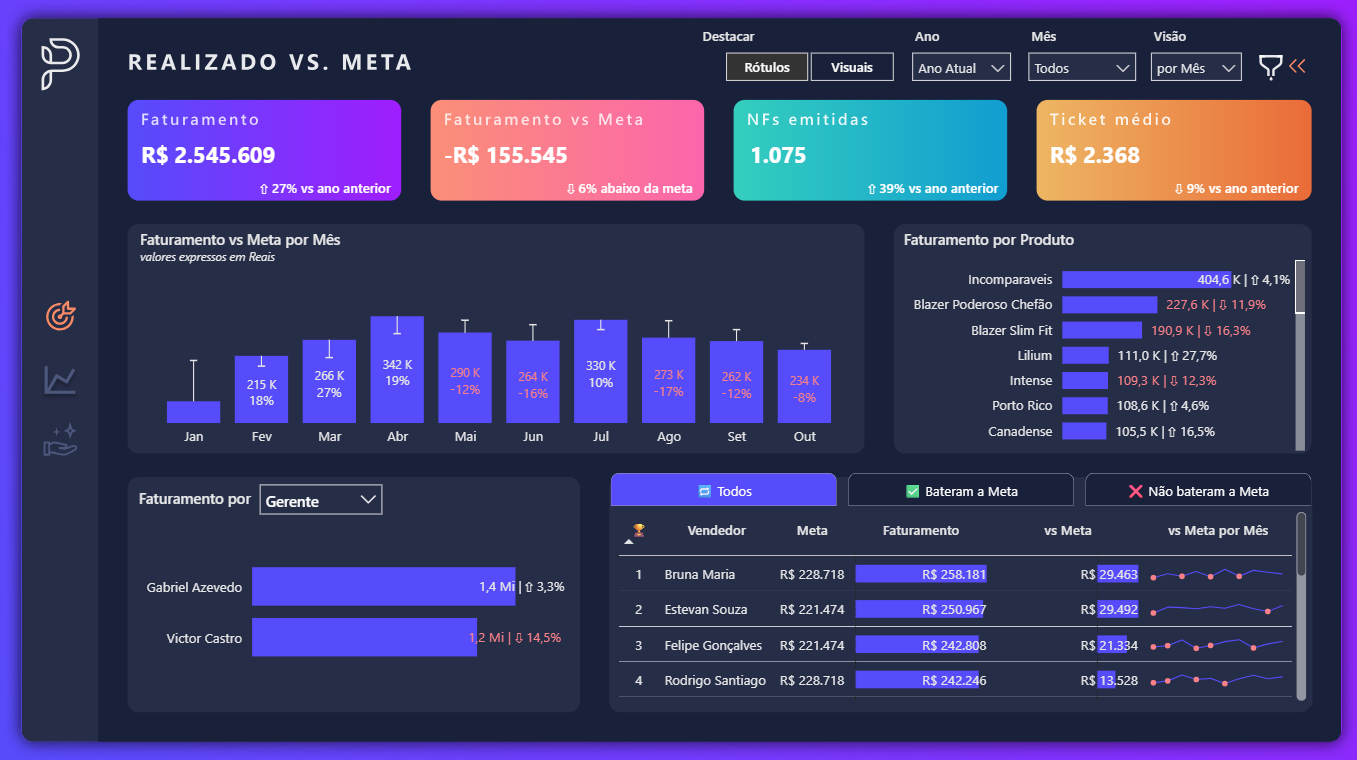 REALIZADO VS. META
Destacar
Rótulos
Visuais
Ano
Ano Atual
Mês
Todos
Visão
por Mês
Faturamento
R$ 2.545.609
⇧ 27% vs ano anterior
Faturamento vs Meta
-R$ 155.545
⇩ 6% abaixo da meta
NFs emitidas
1.075
⇧ 39% vs ano anterior
Ticket médio
R$ 2.368
⇩ 9% vs ano anterior
Faturamento vs Meta por Mês
valores expressos em Reais
215 K
18%
266 K
27%
342 K
19%
290 K
-12%
264 K
-16%
330 K
10%
273 K
-17%
262 K
-12%
234 K
-8%
Jan Fev Mar Abr Mai Jun Jul Ago Set Out
Faturamento por Produto
Incomparaveis 404,6 K | ⇧ 4,1%
Blazer Poderoso Chefão 227,6 K | ⇩ 11,9%
Blazer Slim Fit 190,9 K | ⇩ 16,3%
Lilium 111,0 K | ⇧ 27,7%
Intense 109,3 K | ⇩ 12,3%
Porto Rico 108,6 K | ⇧ 4,6%
Canadense 105,5 K | ⇧ 16,5%
Faturamento por Gerente
Gabriel Azevedo 1,4 Mi | ⇧ 3,3%
Victor Castro 1,2 Mi | ⇩ 14,5%
Todos
Bateram a Meta
Não bateram a Meta
Vendedor Meta Faturamento vs Meta vs Meta por Mês
1 Bruna Maria R$ 228.718 R$ 258.181 R$ 29.463
2 Estevan Souza R$ 221.474 R$ 250.967 R$ 29.492
3 Felipe Gonçalves R$ 221.474 R$ 242.808 R$ 21.334
4 Rodrigo Santiago R$ 228.718 R$ 242.246 R$ 13.528